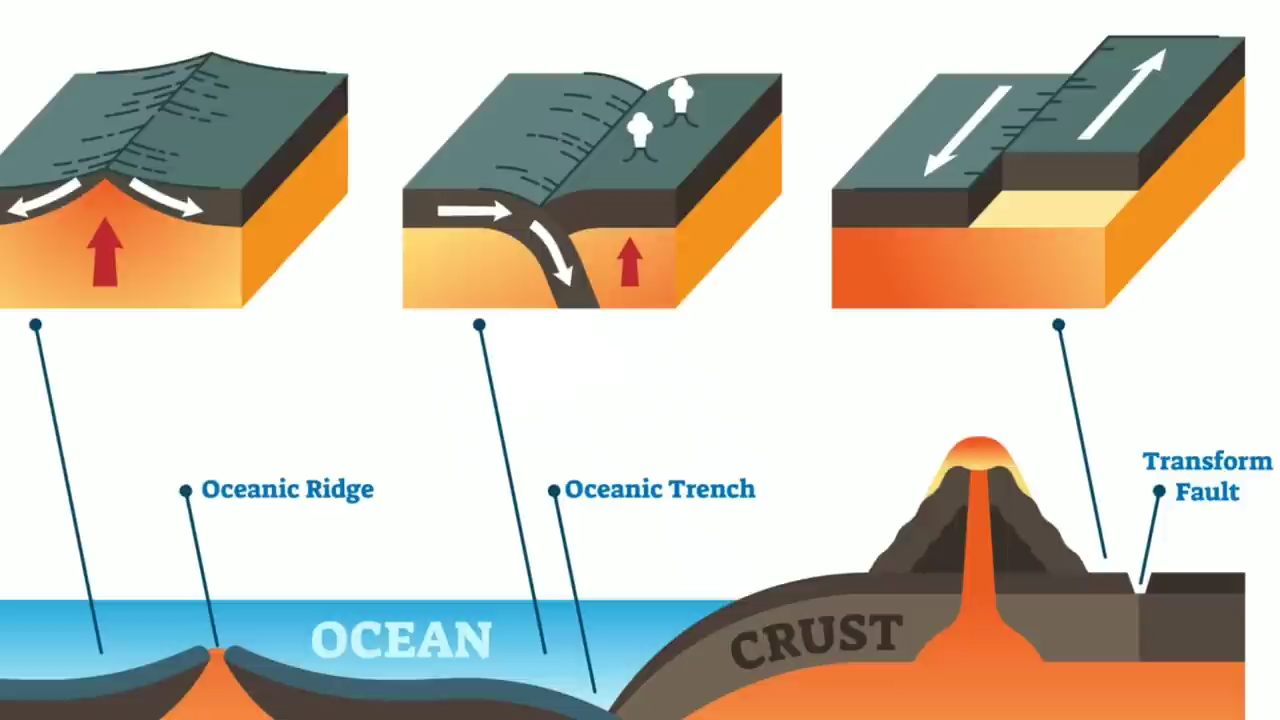 Oceanic Ridge
Oceanic Trench
Transform
Fault
OCEAN
CRUST